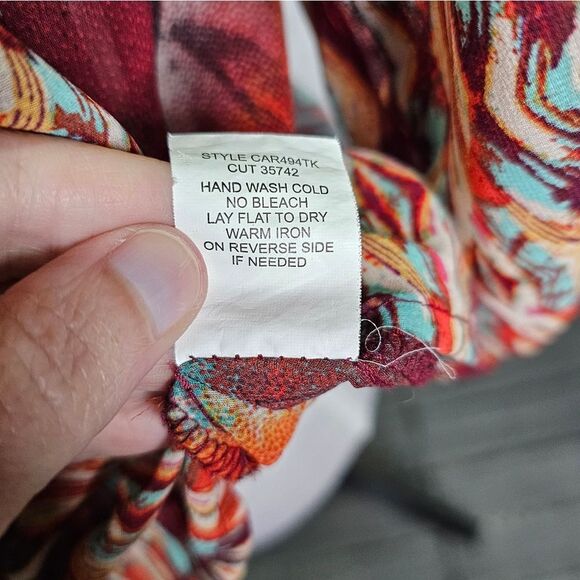 STYLE CAR494TK
CUT 35742
HAND WASH COLD
NO BLEACH
LAY FLAT TO DRY
WARM IRON
ON REVERSE SIDE
IF NEEDED